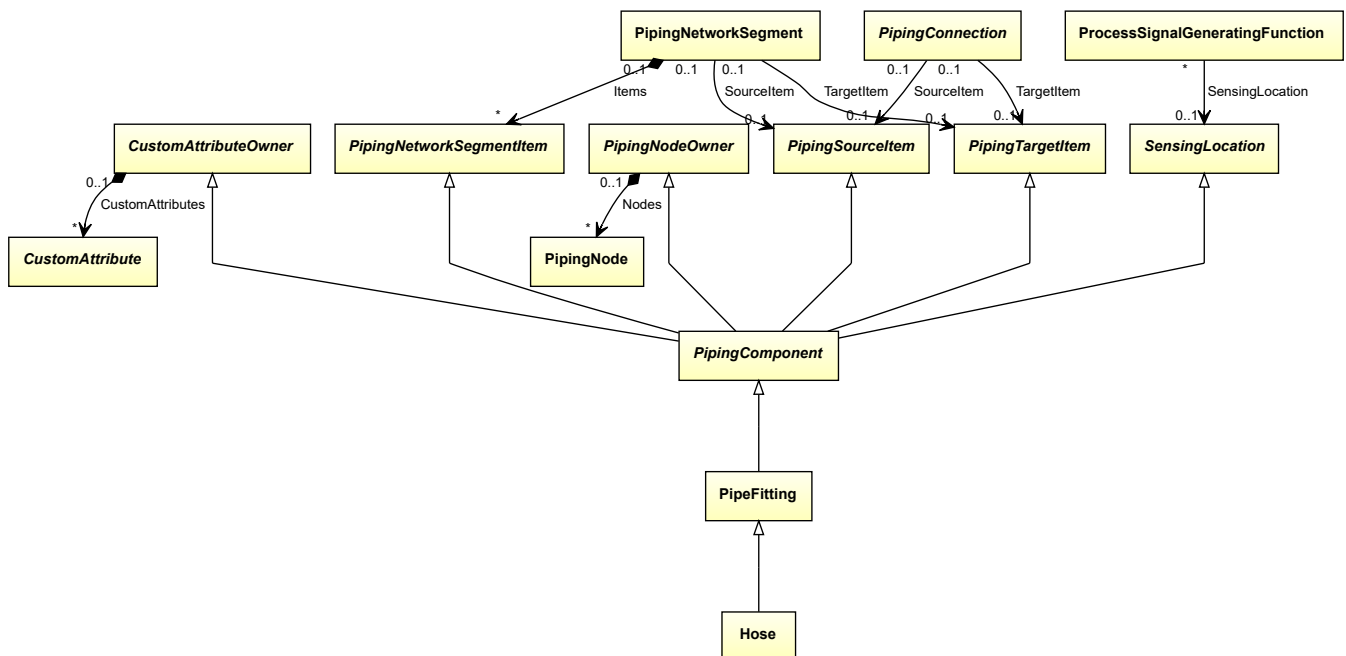 PipingNetworkSegment
PipingConnection
ProcessSignalGeneratingFunction
0..1
0..1
0..1
0..1
0..1
*
Items
SourceItem
TargetItem
SourceItem
TargetItem
SensingLocation
*
0..1
0..1
0..1
0..1
0..1
CustomAttributeOwner
PipingNetworkSegmentItem
PipingNodeOwner
PipingSourceItem
PipingTargetItem
SensingLocation
0..1
CustomAttributes
*
0..1
Nodes
*
CustomAttribute
PipingNode
PipingComponent
PipeFitting
Hose